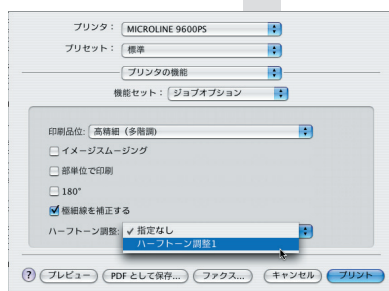 プリンタ： MICROLINE 9600PS
プリセット： 標準
プリンタの機能
機能セット： ジョブオプション
印刷品位: 高精細（多階調）
イメージスムージング
部単位で印刷
180°
極細線を補正する
ハーフトーン調整: ✓ 指定なし
ハーフトーン調整1
? プレビュー PDF として保存... ファクス... キャンセル プリント